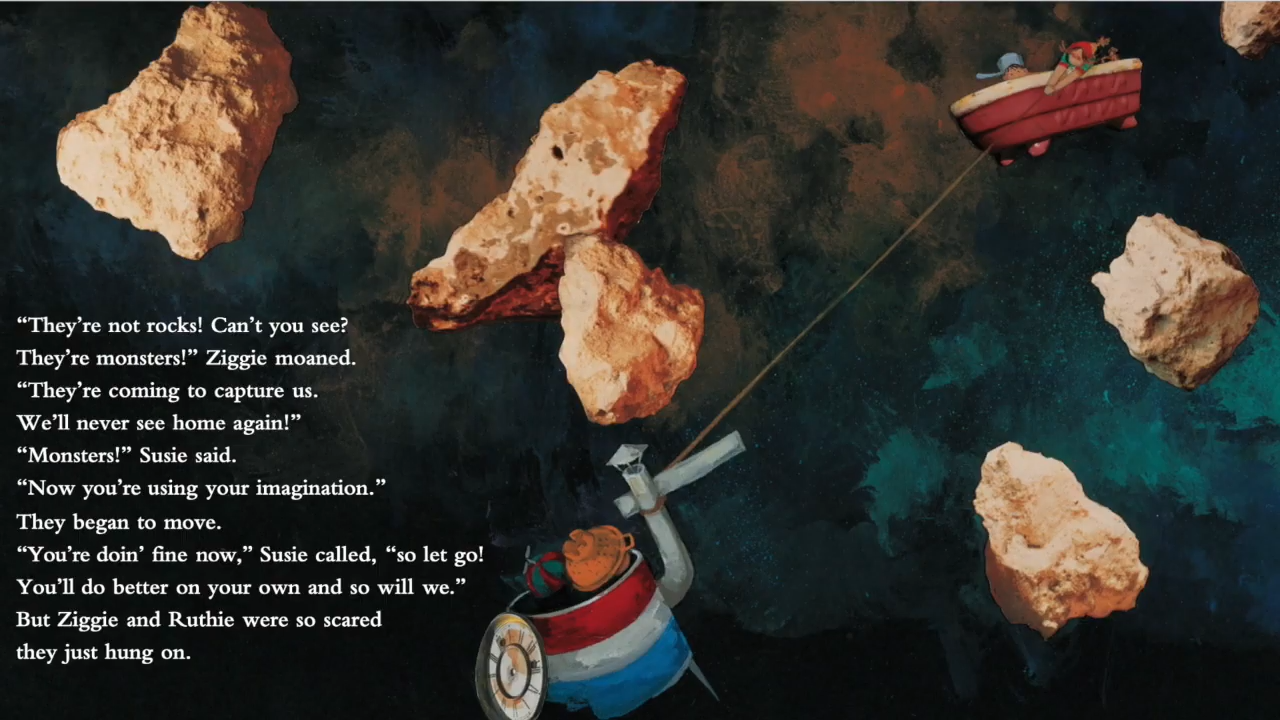 “They’re not rocks! Can’t you see?
They’re monsters!” Ziggie moaned.
“They’re coming to capture us.
We’ll never see home again!”
“Monsters!” Susie said.
“Now you’re using your imagination.”
They began to move.
“You’re doin’ fine now,” Susie called, “so let go!
You’ll do better on your own and so will we.”
But Ziggie and Ruthie were so scared
they just hung on.